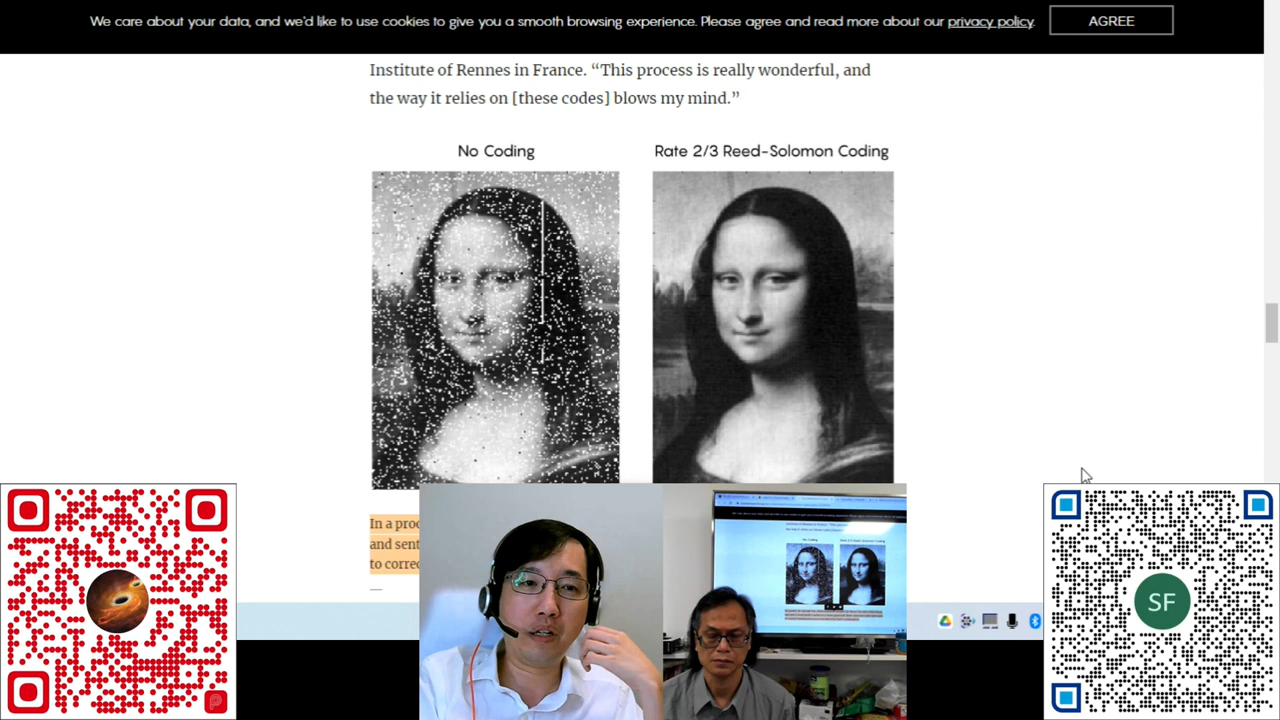 We care about your data, and we'd like to use cookies to give you a smooth browsing experience. Please agree and read more about our privacy policy.
AGREE
Institute of Rennes in France. “This process is really wonderful, and
the way it relies on [these codes] blows my mind.”
No Coding
Rate 2/3 Reed-Solomon Coding
In a proc
and sent
to correc
SF